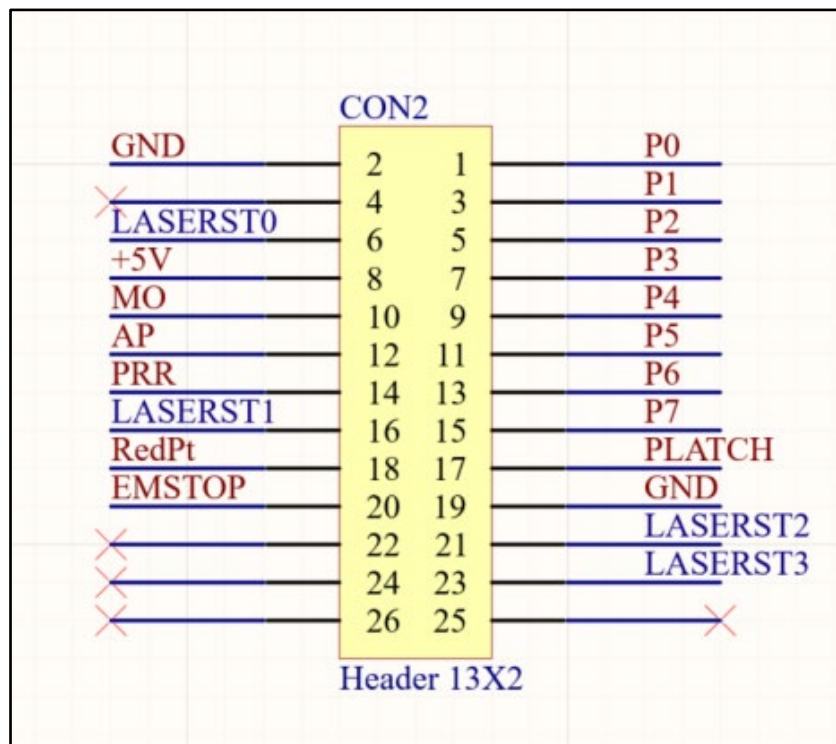 CON2
GND 2 1 P0
4 3 P1
LASERST0 6 5 P2
+5V 8 7 P3
MO 10 9 P4
AP 12 11 P5
PRR 14 13 P6
LASERST1 16 15 P7
RedPt 18 17 PLATCH
EMSTOP 20 19 GND
22 21 LASERST2
24 23 LASERST3
26 25
Header 13X2